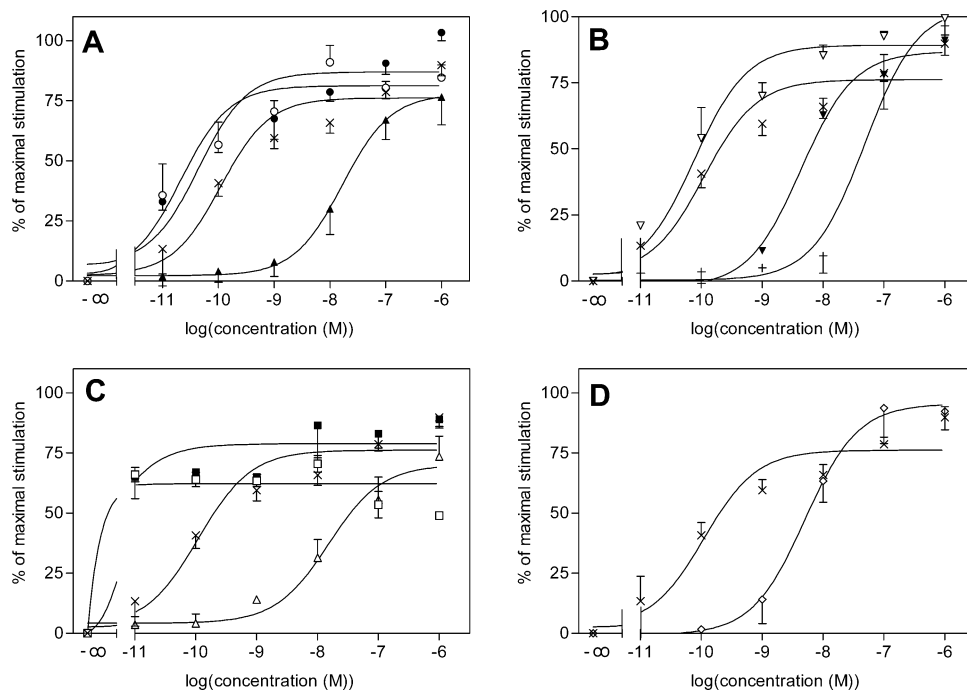 A
B
100
75
50
25
0
% of maximal stimulation
- ∞ -11 -10 -9 -8 -7 -6
log(concentration (M))
100
75
50
25
0
% of maximal stimulation
- ∞ -11 -10 -9 -8 -7 -6
log(concentration (M))
C
D
100
75
50
25
0
% of maximal stimulation
- ∞ -11 -10 -9 -8 -7 -6
log(concentration (M))
100
75
50
25
0
% of maximal stimulation
- ∞ -11 -10 -9 -8 -7 -6
log(concentration (M))